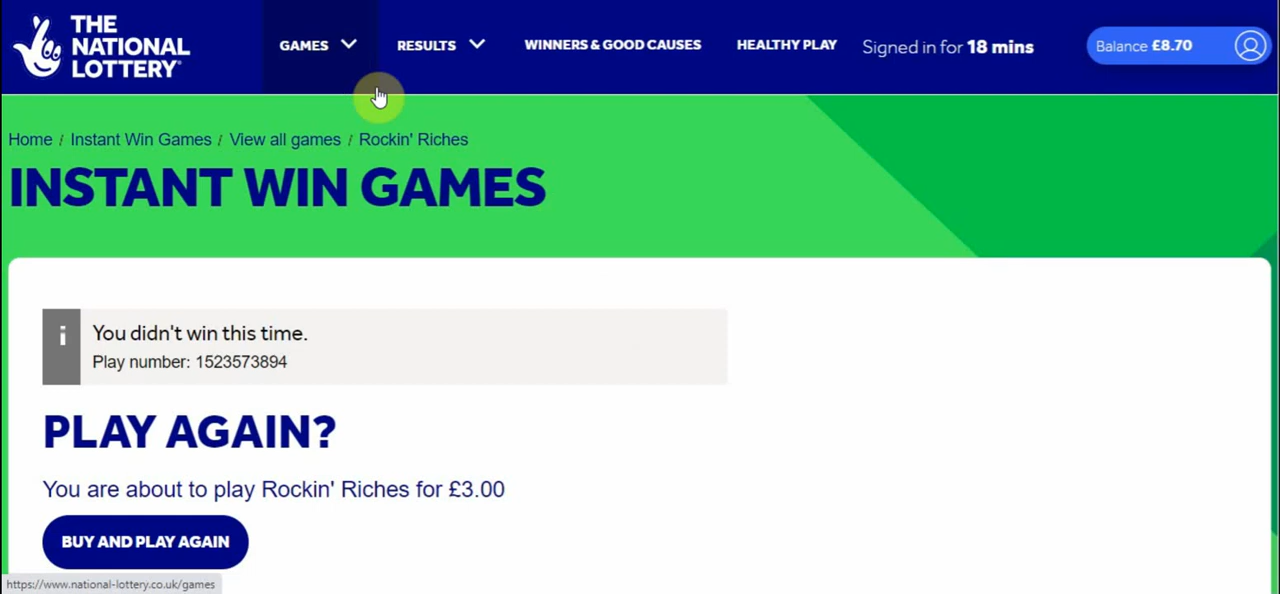 THE
NATIONAL
LOTTERY®
GAMES RESULTS WINNERS & GOOD CAUSES HEALTHY PLAY Signed in for 18 mins Balance £8.70
Home / Instant Win Games / View all games / Rockin' Riches
INSTANT WIN GAMES
i
You didn't win this time.
Play number: 1523573894
PLAY AGAIN?
You are about to play Rockin' Riches for £3.00
BUY AND PLAY AGAIN
https://www.national-lottery.co.uk/games